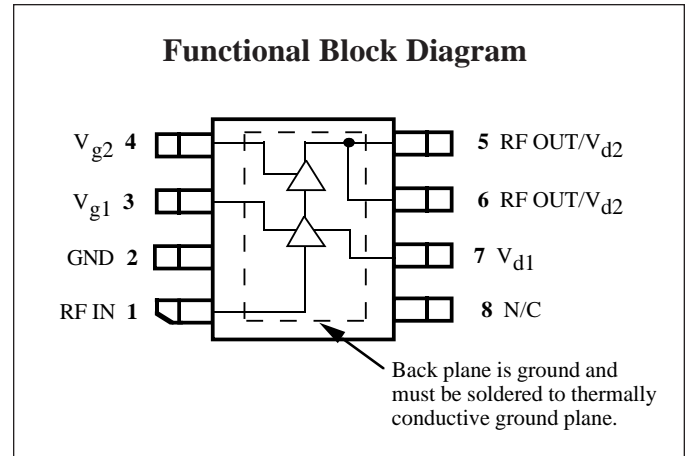 Functional Block Diagram
Vg2 4
Vg1 3
GND 2
RF IN 1
5 RF OUT/Vd2
6 RF OUT/Vd2
7 Vd1
8 N/C
Back plane is ground and
must be soldered to thermally
conductive ground plane.